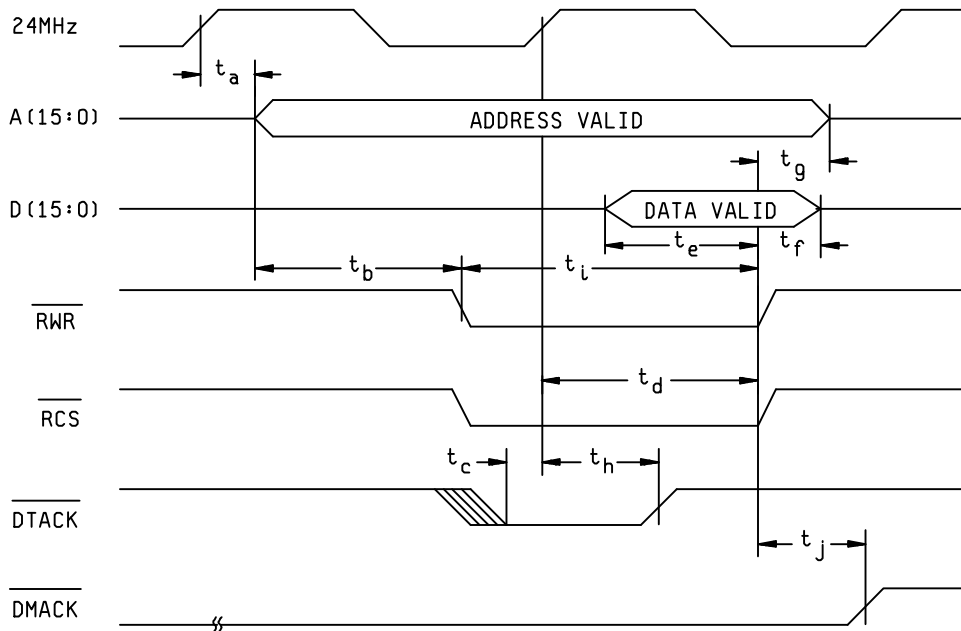 24MHz
t_a
A(15:0)
ADDRESS VALID
t_g
D(15:0)
DATA VALID
t_e
t_f
t_b
t_i
RWR
t_d
RCS
t_c
t_h
DTACK
t_j
DMACK